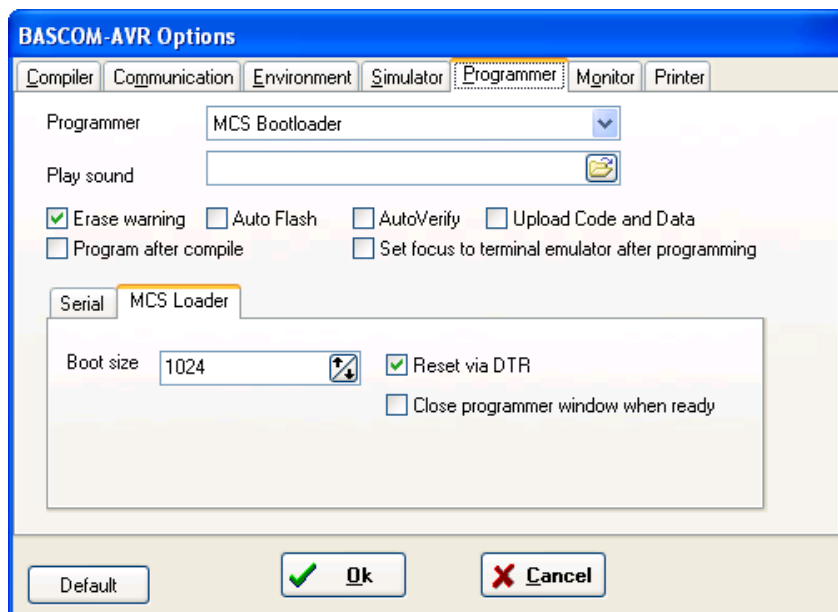 BASCOM-AVR Options
Compiler Communication Environment Simulator Programmer Monitor Printer
Programmer MCS Bootloader
Play sound
Erase warning Auto Flash AutoVerify Upload Code and Data
Program after compile Set focus to terminal emulator after programming
Serial MCS Loader
Boot size 1024 Reset via DTR
Close programmer window when ready
Default Ok Cancel